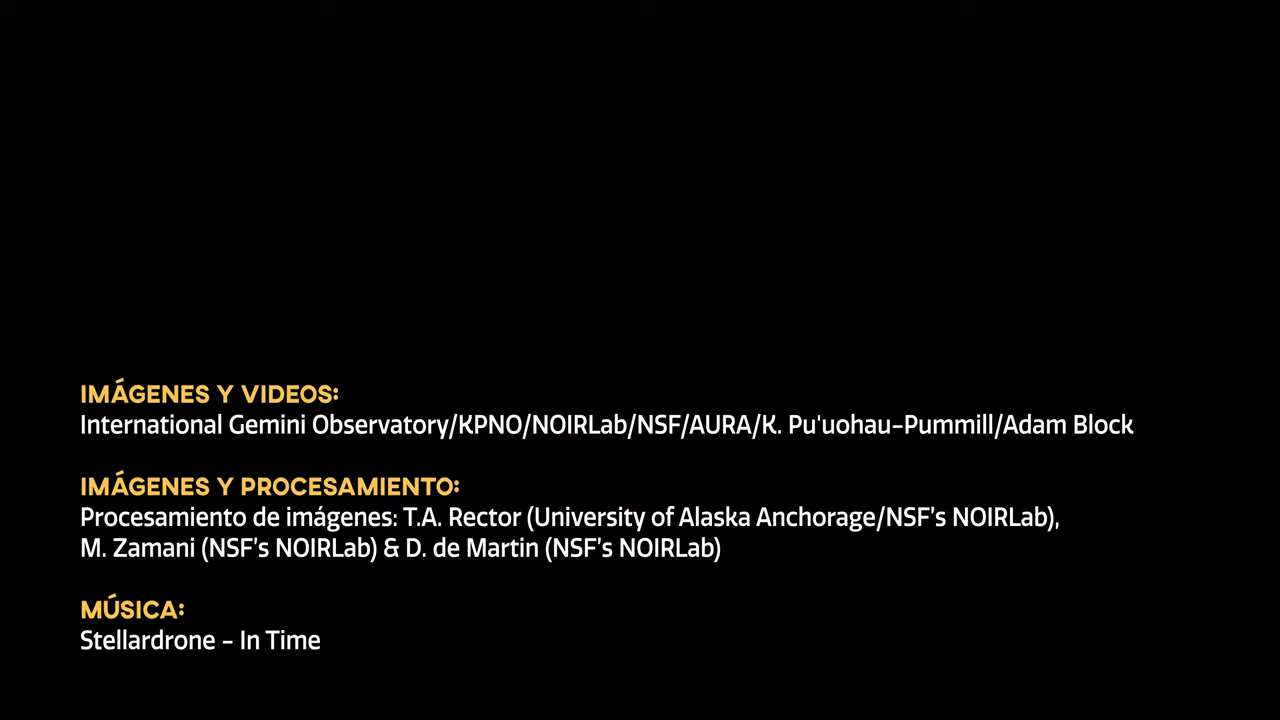 IMÁGENES Y VIDEOS:
International Gemini Observatory/KPNO/NOIRLab/NSF/AURA/K. Pu'uohau-Pummill/Adam Block
IMÁGENES Y PROCESAMIENTO:
Procesamiento de imágenes: T.A. Rector (University of Alaska Anchorage/NSF’s NOIRLab),
M. Zamani (NSF’s NOIRLab) & D. de Martin (NSF’s NOIRLab)
MÚSICA:
Stellardrone - In Time